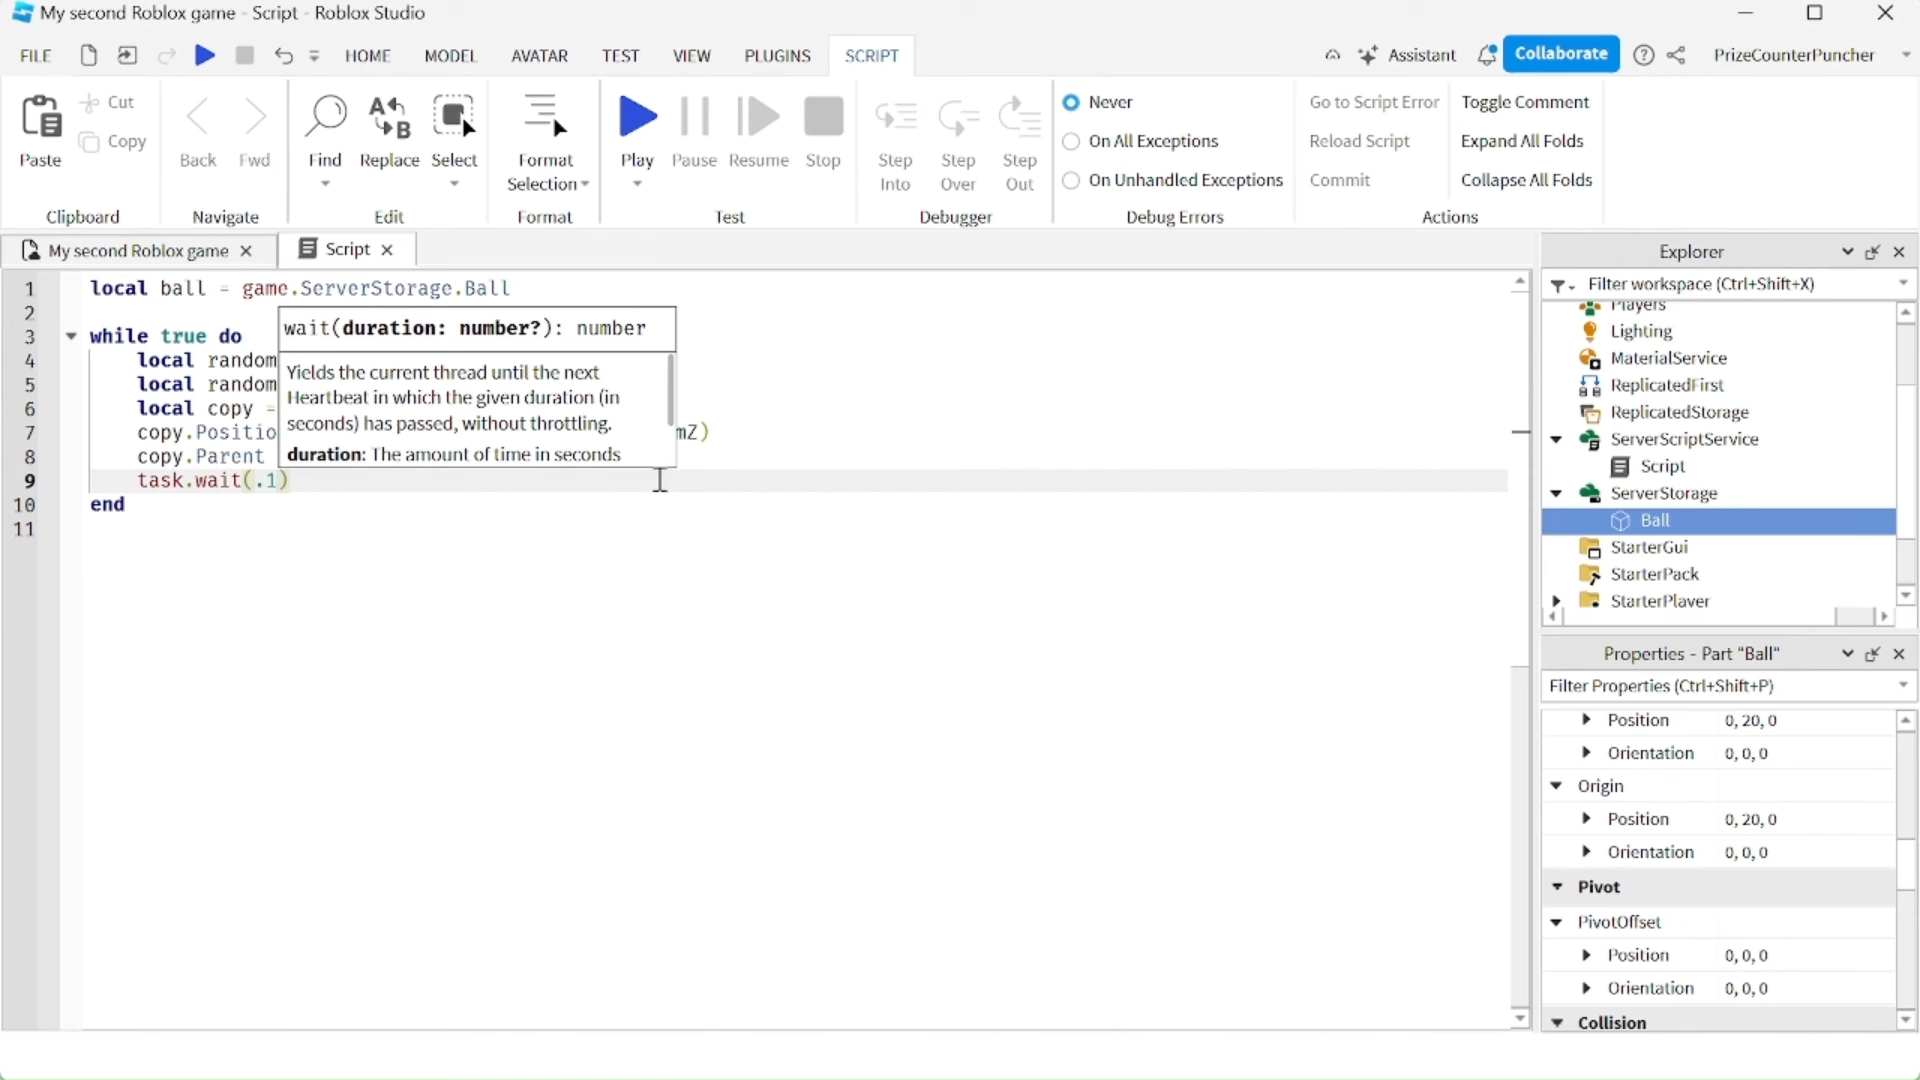 My second Roblox game - Script - Roblox Studio
FILE HOME MODEL AVATAR TEST VIEW PLUGINS SCRIPT Assistant Collaborate PrizeCounterPuncher
Paste Cut Copy
Clipboard
Back Fwd
Navigate
Find Replace Select
Edit
Format Selection
Format
Play Pause Resume Stop
Test
Step Into Step Over Step Out
Debugger
Never
On All Exceptions
On Unhandled Exceptions
Debug Errors
Go to Script Error
Reload Script
Commit
Toggle Comment
Expand All Folds
Collapse All Folds
Actions
My second Roblox game
Script
1 local ball = game.ServerStorage.Ball
2
3 while true do
4 local random
5 local random
6 local copy =
7 copy.Positio mZ)
8 copy.Parent
9 task.wait(.1)
10 end
11
wait(duration: number?): number
Yields the current thread until the next
Heartbeat in which the given duration (in
seconds) has passed, without throttling.
duration: The amount of time in seconds
Explorer
Filter workspace (Ctrl+Shift+X)
Players
Lighting
MaterialService
ReplicatedFirst
ReplicatedStorage
ServerScriptService
Script
ServerStorage
Ball
StarterGui
StarterPack
StarterPlayer
Properties - Part "Ball"
Filter Properties (Ctrl+Shift+P)
Position 0, 20, 0
Orientation 0, 0, 0
Origin
Position 0, 20, 0
Orientation 0, 0, 0
Pivot
PivotOffset
Position 0, 0, 0
Orientation 0, 0, 0
Collision